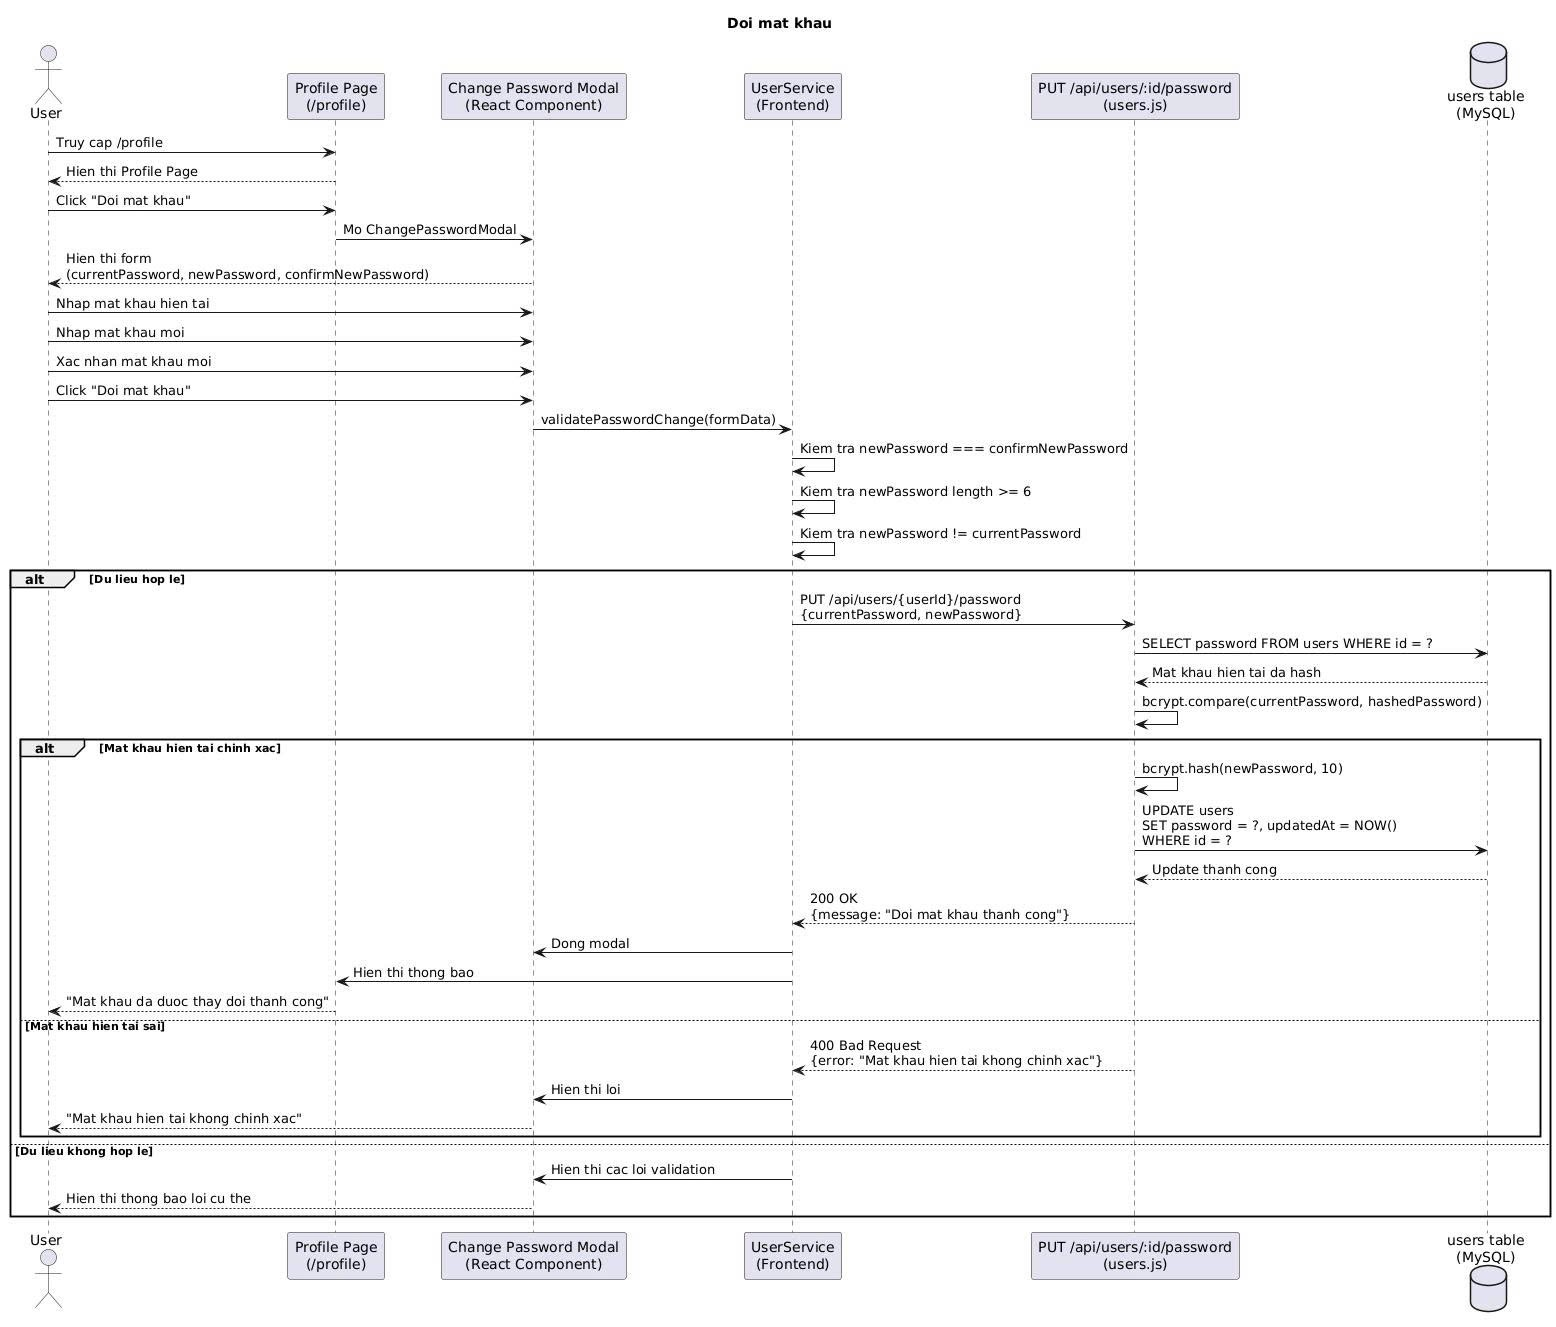 Doi mat khau
User
Profile Page
(/profile)
Change Password Modal
(React Component)
UserService
(Frontend)
PUT /api/users/:id/password
(users.js)
users table
(MySQL)
Truy cap /profile
Hien thi Profile Page
Click "Doi mat khau"
Mo ChangePasswordModal
Hien thi form
(currentPassword, newPassword, confirmNewPassword)
Nhap mat khau hien tai
Nhap mat khau moi
Xac nhan mat khau moi
Click "Doi mat khau"
validatePasswordChange(formData)
Kiem tra newPassword === confirmNewPassword
Kiem tra newPassword length >= 6
Kiem tra newPassword != currentPassword
alt [Du lieu hop le]
PUT /api/users/{userId}/password
{currentPassword, newPassword}
SELECT password FROM users WHERE id = ?
Mat khau hien tai da hash
bcrypt.compare(currentPassword, hashedPassword)
alt [Mat khau hien tai chinh xac]
bcrypt.hash(newPassword, 10)
UPDATE users
SET password = ?, updatedAt = NOW()
WHERE id = ?
Update thanh cong
200 OK
{message: "Doi mat khau thanh cong"}
Dong modal
Hien thi thong bao
"Mat khau da duoc thay doi thanh cong"
[Mat khau hien tai sai]
400 Bad Request
{error: "Mat khau hien tai khong chinh xac"}
Hien thi loi
"Mat khau hien tai khong chinh xac"
[Du lieu khong hop le]
Hien thi cac loi validation
Hien thi thong bao loi cu the
User
Profile Page
(/profile)
Change Password Modal
(React Component)
UserService
(Frontend)
PUT /api/users/:id/password
(users.js)
users table
(MySQL)